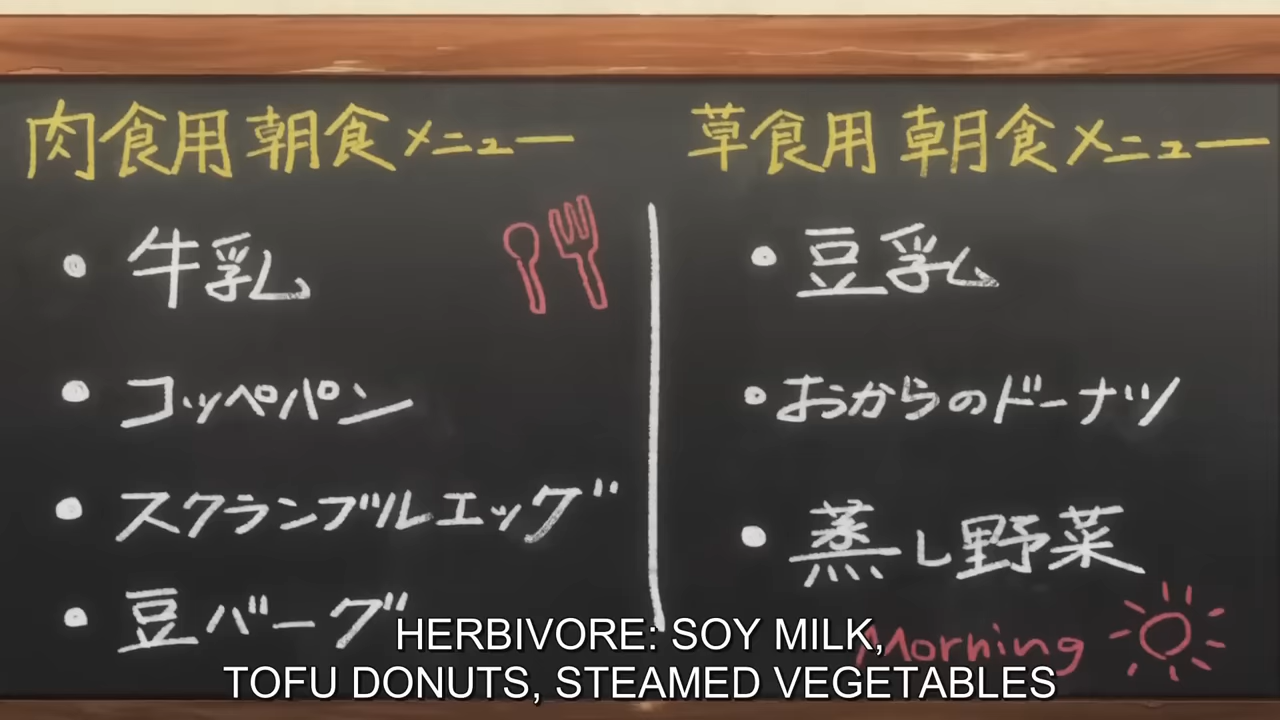 肉食用 朝食メニュー
・牛乳
・コッペパン
・スクランブルエッグ
・豆バーグ
草食用 朝食メニュー
・豆乳
・おからのドーナツ
・蒸し野菜
Morning
HERBIVORE: SOY MILK,
TOFU DONUTS, STEAMED VEGETABLES